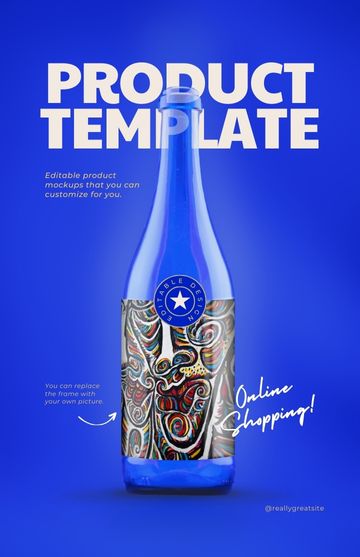 PRODUCT
TEMPLATE
Editable product
mockups that you can
customize for you.
EDITABLE DESIGN
You can replace
the frame with
your own picture.
Online
Shopping!
@reallygreatsite